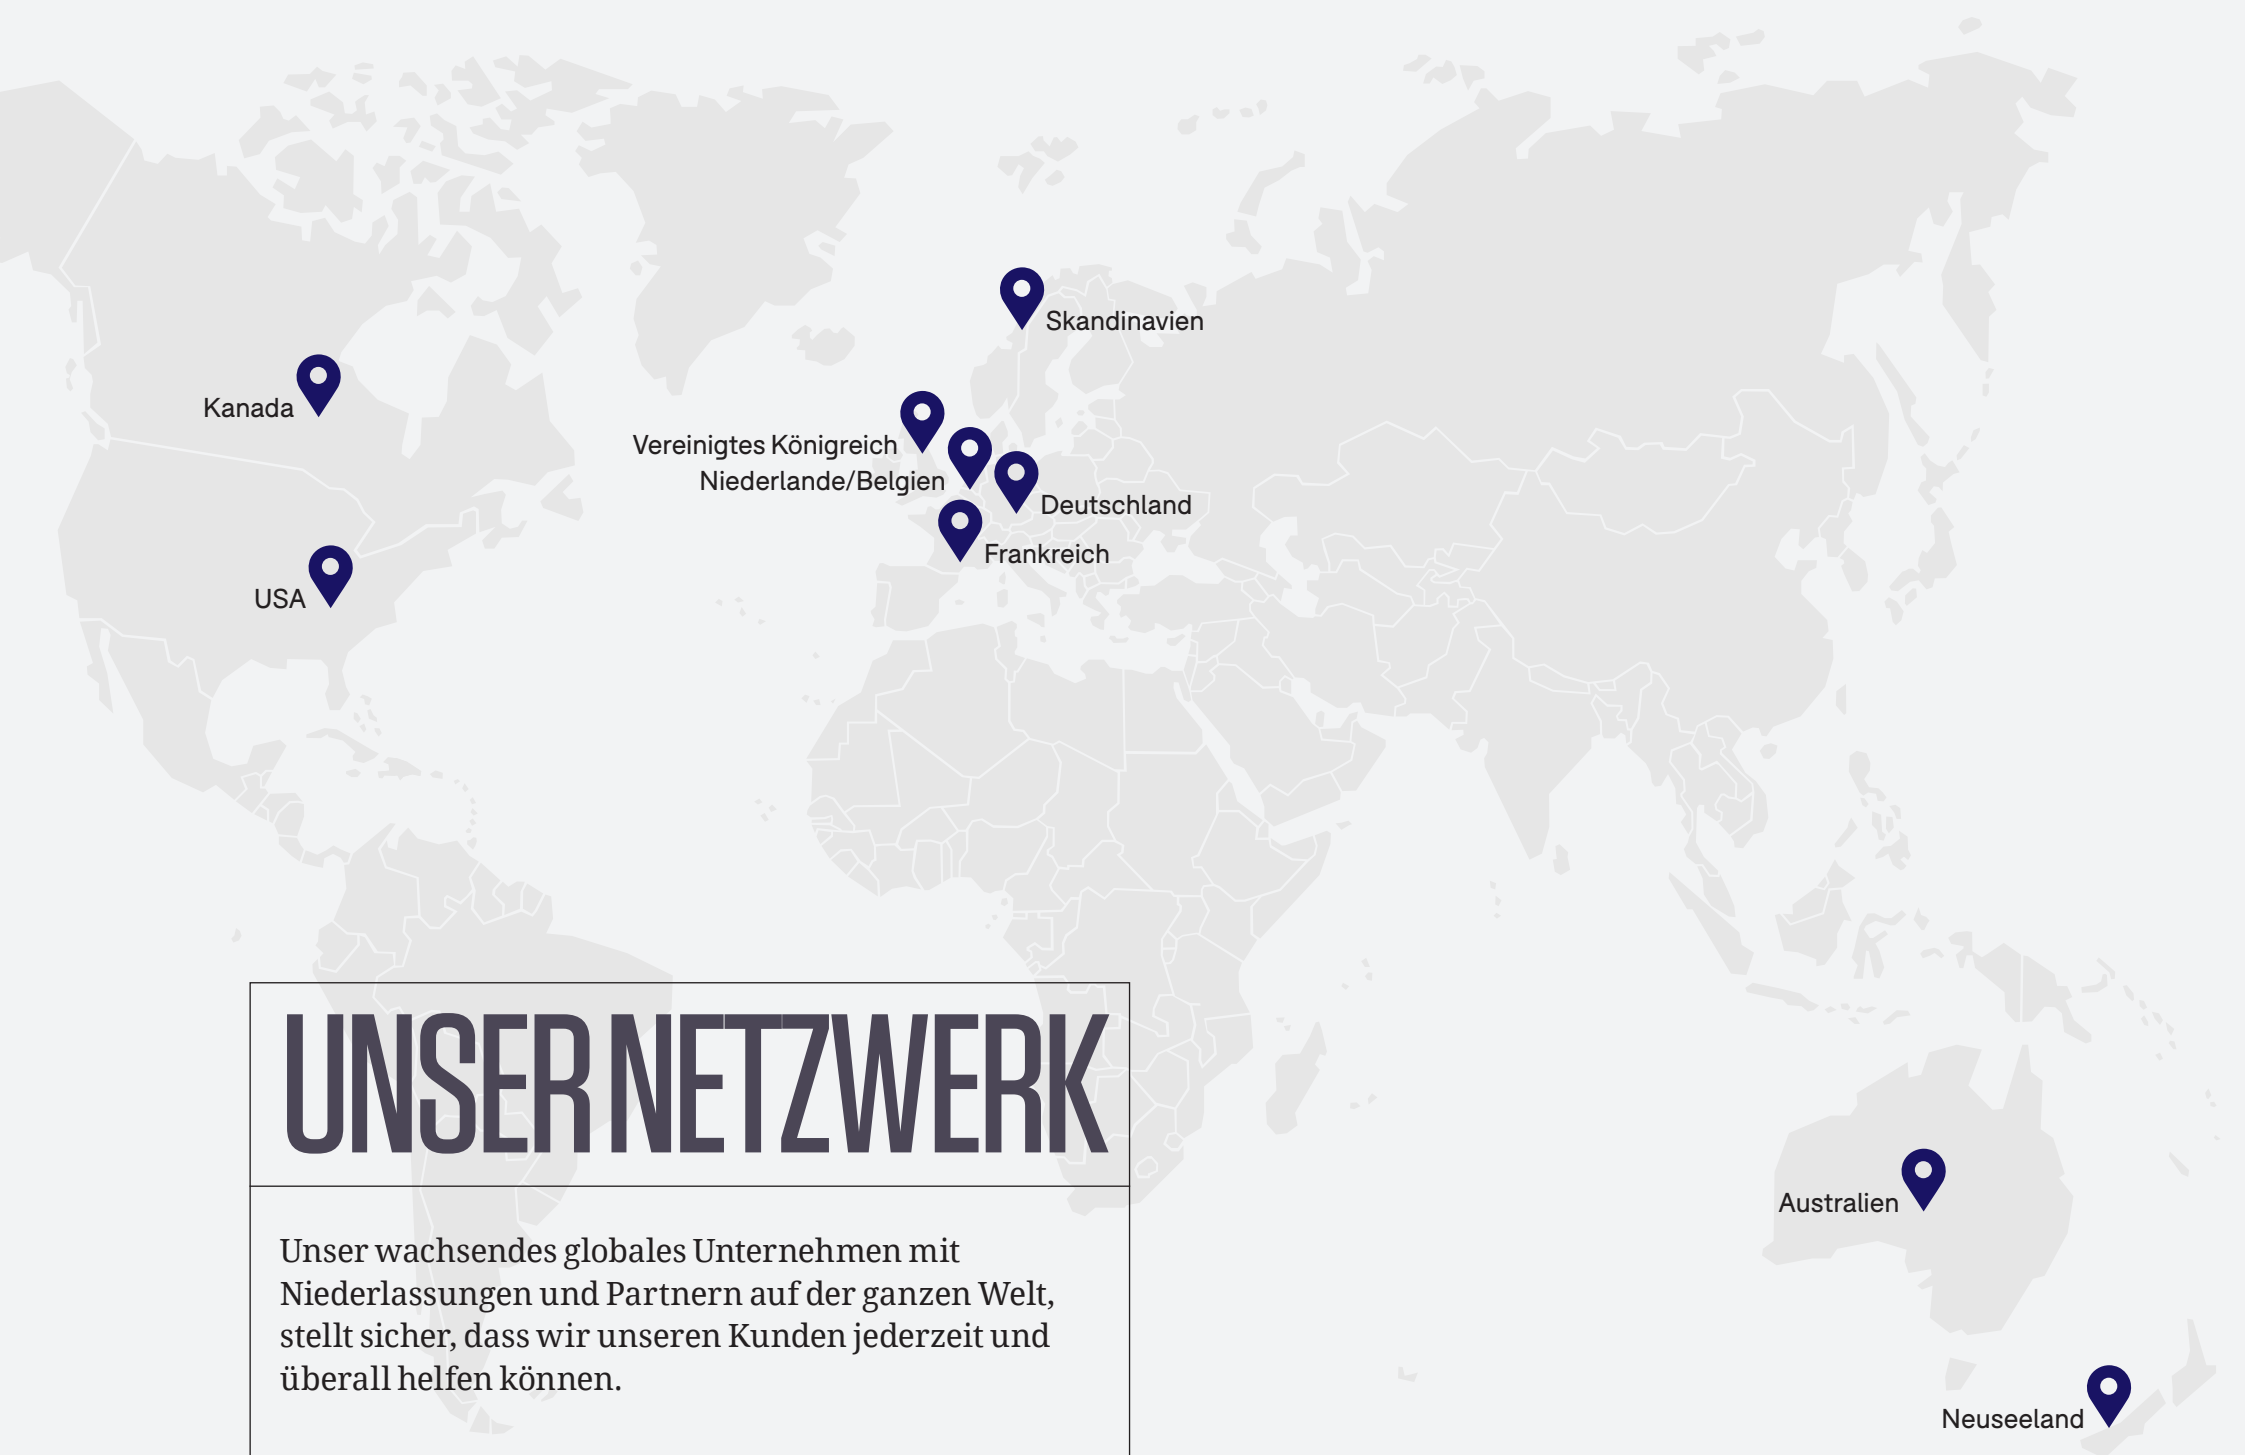 Skandinavien
Kanada
Vereinigtes Königreich
Niederlande/Belgien
Deutschland
Frankreich
USA
UNSER NETZWERK
Unser wachsendes globales Unternehmen mit
Niederlassungen und Partnern auf der ganzen Welt,
stellt sicher, dass wir unseren Kunden jederzeit und
überall helfen können.
Australien
Neuseeland